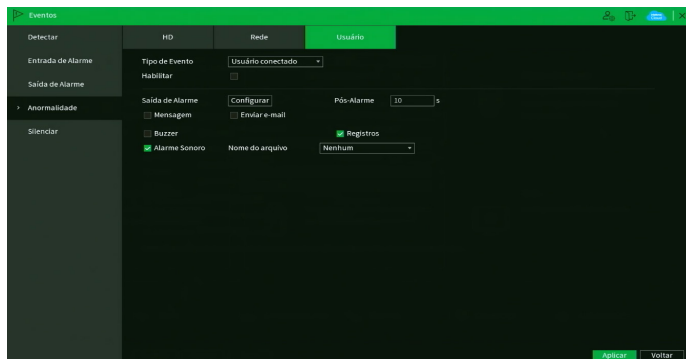 Eventos
Detectar
HD
Rede
Usuário
Entrada de Alarme
Tipo de Evento
Usuário conectado
Habilitar
Saída de Alarme
Saída de Alarme
Configurar
Pós-Alarme
10
s
Anormalidade
Mensagem
Enviar e-mail
Silenciar
Buzzer
Registros
Alarme Sonoro
Nome do arquivo
Nenhum
Aplicar
Voltar